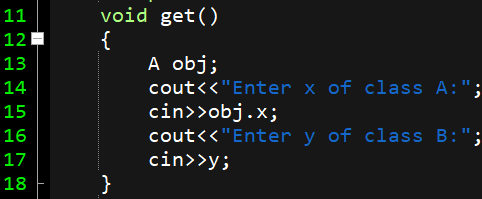 11 void get()
12 {
13 A obj;
14 cout<<"Enter x of class A:";
15 cin>>obj.x;
16 cout<<"Enter y of class B:";
17 cin>>y;
18 }